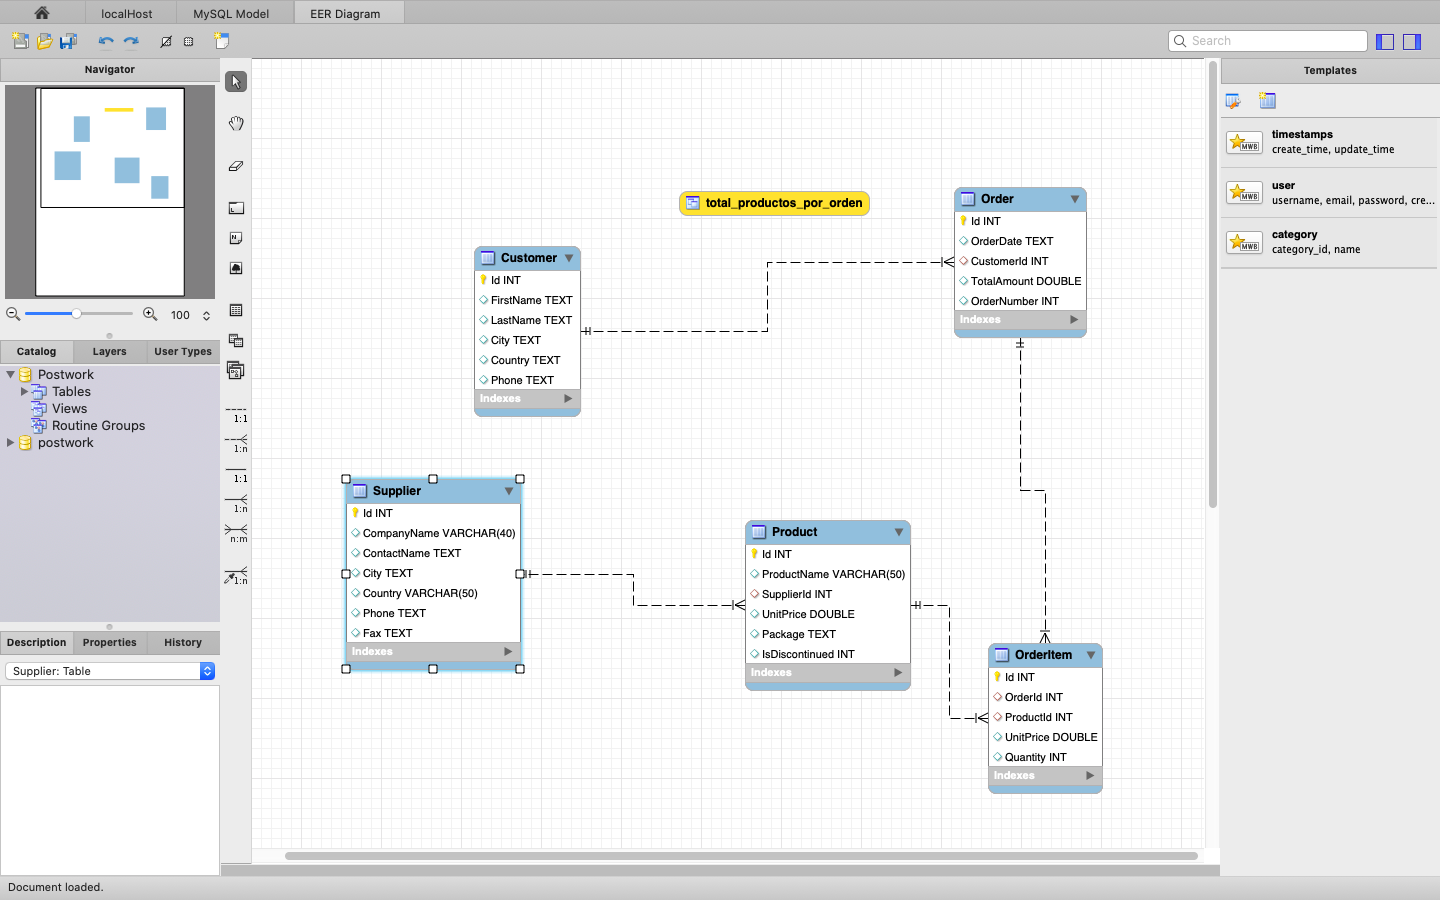 localHost
MySQL Model
EER Diagram
Search
Navigator
100
Catalog
Layers
User Types
Postwork
Tables
Views
Routine Groups
postwork
Description
Properties
History
Supplier: Table
Document loaded.
1:1
1:n
1:1
1:n
n:m
1:n
total_productos_por_orden
Customer
Id INT
FirstName TEXT
LastName TEXT
City TEXT
Country TEXT
Phone TEXT
Indexes
Order
Id INT
OrderDate TEXT
CustomerId INT
TotalAmount DOUBLE
OrderNumber INT
Indexes
Supplier
Id INT
CompanyName VARCHAR(40)
ContactName TEXT
City TEXT
Country VARCHAR(50)
Phone TEXT
Fax TEXT
Indexes
Product
Id INT
ProductName VARCHAR(50)
SupplierId INT
UnitPrice DOUBLE
Package TEXT
IsDiscontinued INT
Indexes
OrderItem
Id INT
OrderId INT
ProductId INT
UnitPrice DOUBLE
Quantity INT
Indexes
Templates
MWB
timestamps
create_time, update_time
MWB
user
username, email, password, cre...
MWB
category
category_id, name